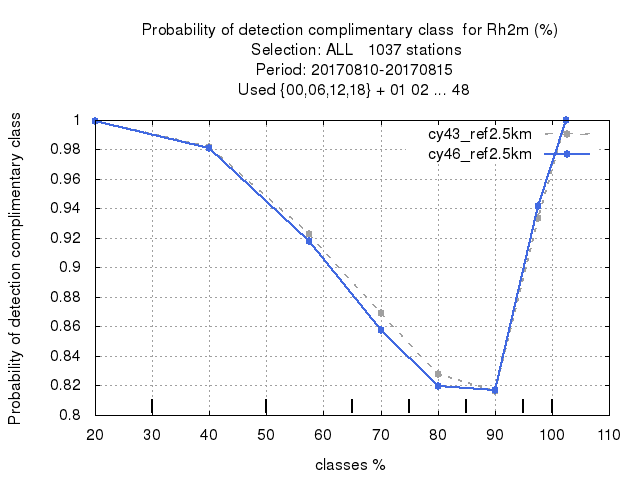 Probability of detection complimentary class  for Rh2m (%)
Selection: ALL   1037 stations
Period: 20170810-20170815
Used {00,06,12,18} + 01 02 ... 48
Probability of detection complimentary class
cy43_ref2.5km
cy46_ref2.5km
1
0.98
0.96
0.94
0.92
0.9
0.88
0.86
0.84
0.82
0.8
20 30 40 50 60 70 80 90 100 110
classes %